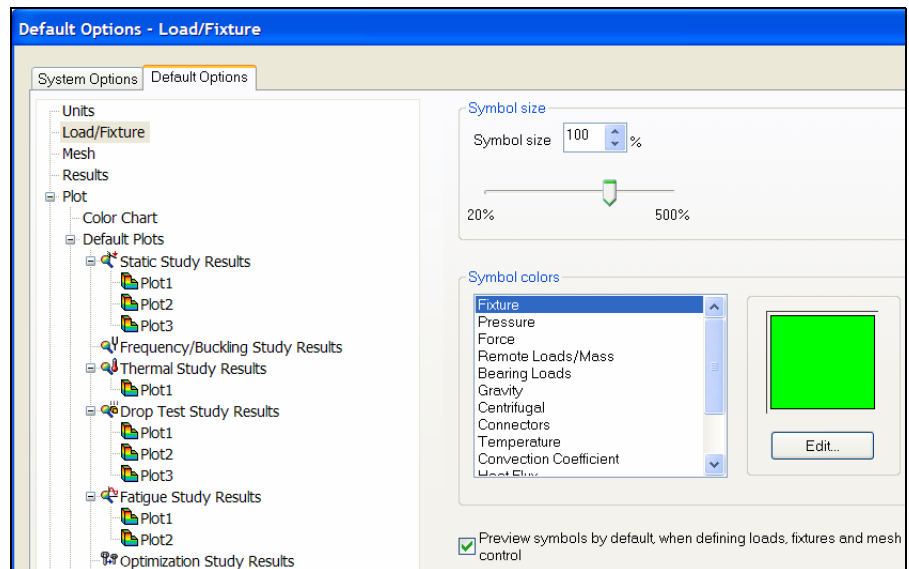 Default Options - Load/Fixture
System Options
Default Options
Units
Load/Fixture
Mesh
Results
Plot
Color Chart
Default Plots
Static Study Results
Plot1
Plot2
Plot3
Frequency/Buckling Study Results
Thermal Study Results
Plot1
Drop Test Study Results
Plot1
Plot2
Plot3
Fatigue Study Results
Plot1
Plot2
Optimization Study Results
Symbol size
Symbol size 100 %
20% 500%
Symbol colors
Fixture
Pressure
Force
Remote Loads/Mass
Bearing Loads
Gravity
Centrifugal
Connectors
Temperature
Convection Coefficient
Heat Flux
Edit...
Preview symbols by default, when defining loads, fixtures and mesh
control